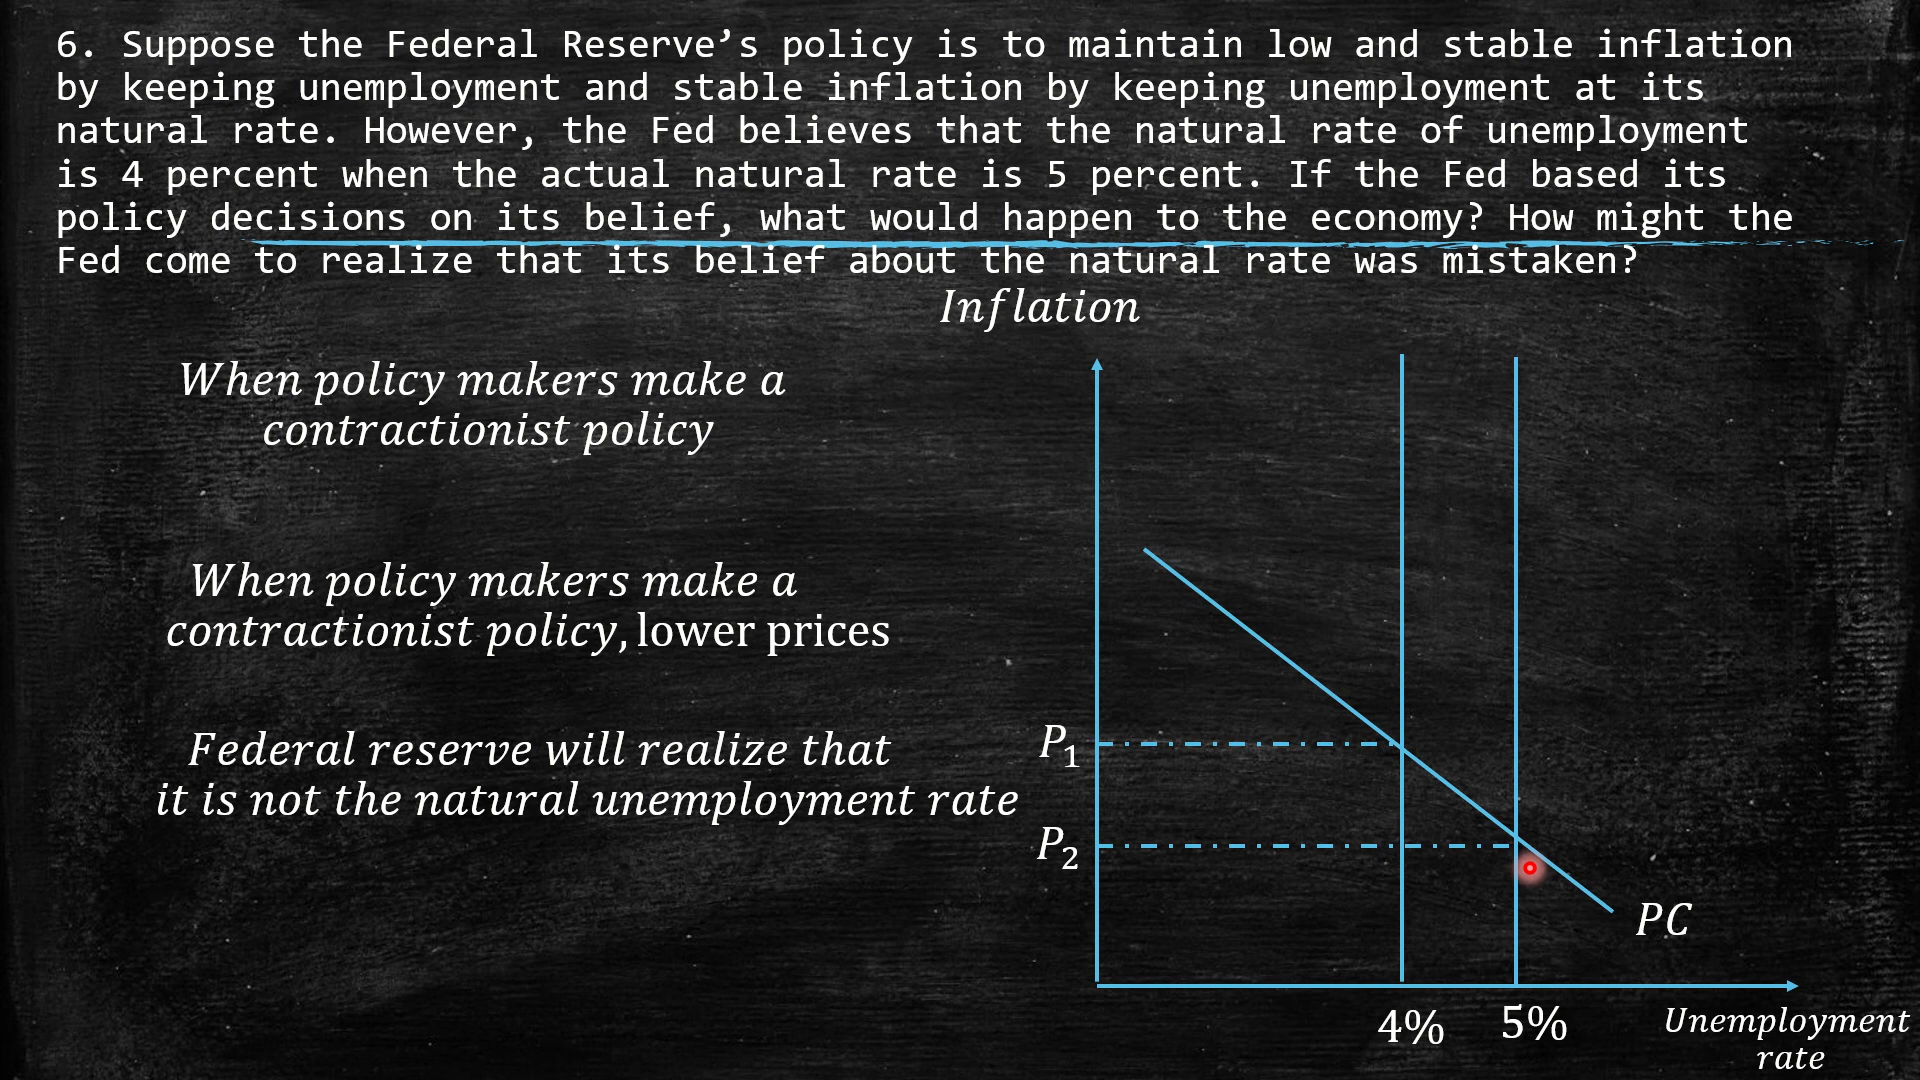 6. Suppose the Federal Reserve’s policy is to maintain low and stable inflation
by keeping unemployment and stable inflation by keeping unemployment at its
natural rate. However, the Fed believes that the natural rate of unemployment
is 4 percent when the actual natural rate is 5 percent. If the Fed based its
policy decisions on its belief, what would happen to the economy? How might the
Fed come to realize that its belief about the natural rate was mistaken?
Inflation
When policy makers make a
contractionist policy
When policy makers make a
contractionist policy, lower prices
Federal reserve will realize that
it is not the natural unemployment rate
P₁
P₂
PC
4%
5%
Unemployment
rate